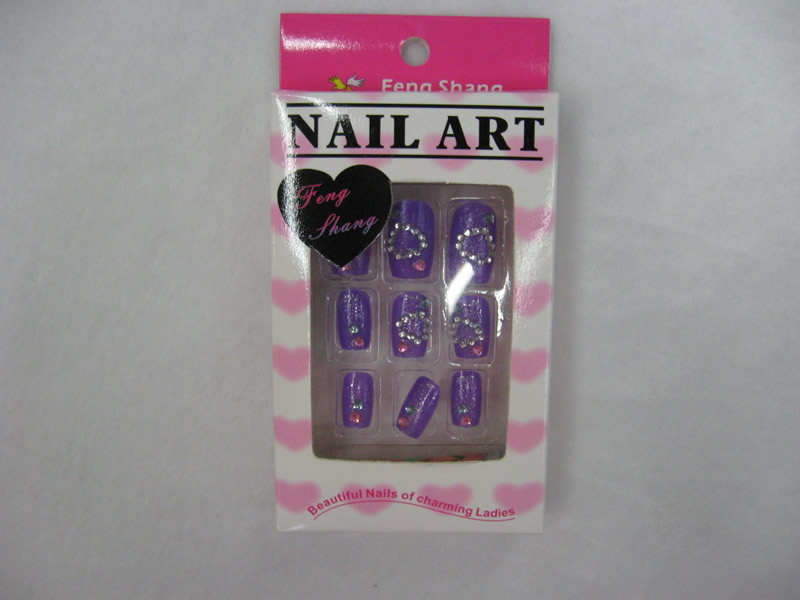 Feng Shang
NAIL ART
Feng
Shang
Beautiful Nails of charming Ladies